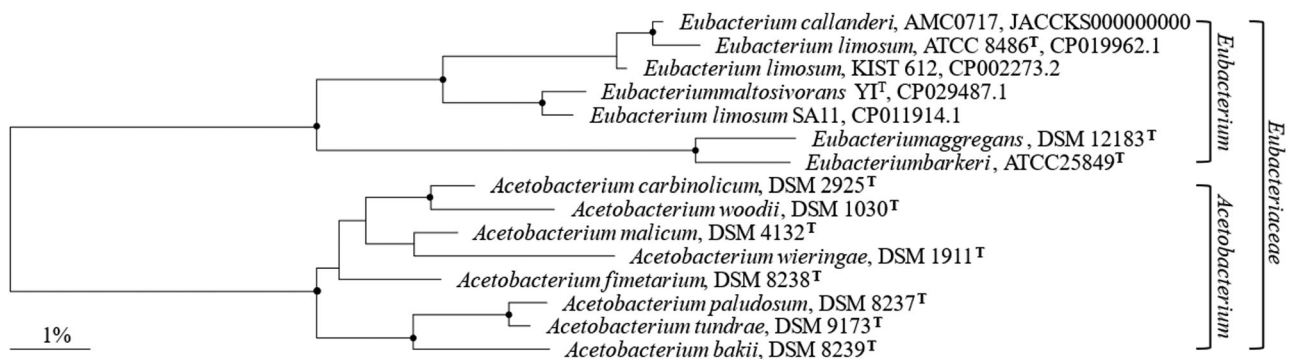 Eubacterium callanderi, AMC0717, JACCKS000000000
Eubacterium limosum, ATCC 8486ᵀ, CP019962.1
Eubacterium limosum, KIST 612, CP002273.2
Eubacteriummaltosivorans YIᵀ, CP029487.1
Eubacterium limosum SA11, CP011914.1
Eubacteriumaggregans, DSM 12183ᵀ
Eubacteriumbarkeri, ATCC25849ᵀ
Eubacterium
Acetobacterium carbinolicum, DSM 2925ᵀ
Acetobacterium woodii, DSM 1030ᵀ
Acetobacterium malicum, DSM 4132ᵀ
Acetobacterium wieringae, DSM 1911ᵀ
Acetobacterium fimetarium, DSM 8238ᵀ
Acetobacterium paludosum, DSM 8237ᵀ
Acetobacterium tundrae, DSM 9173ᵀ
Acetobacterium bakii, DSM 8239ᵀ
Acetobacterium
Eubacteriaceae
1%